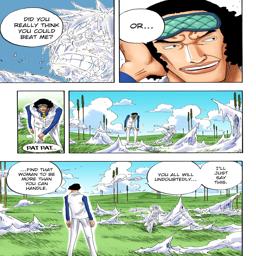 DID YOU
REALLY THINK
YOU COULD
BEAT ME?
OR...
PAT PAT...
I'LL
JUST
SAY
THIS.
YOU ALL WILL
UNDOUBTEDLY...
...FIND THAT
WOMAN TO BE
MORE THAN
YOU CAN
HANDLE.